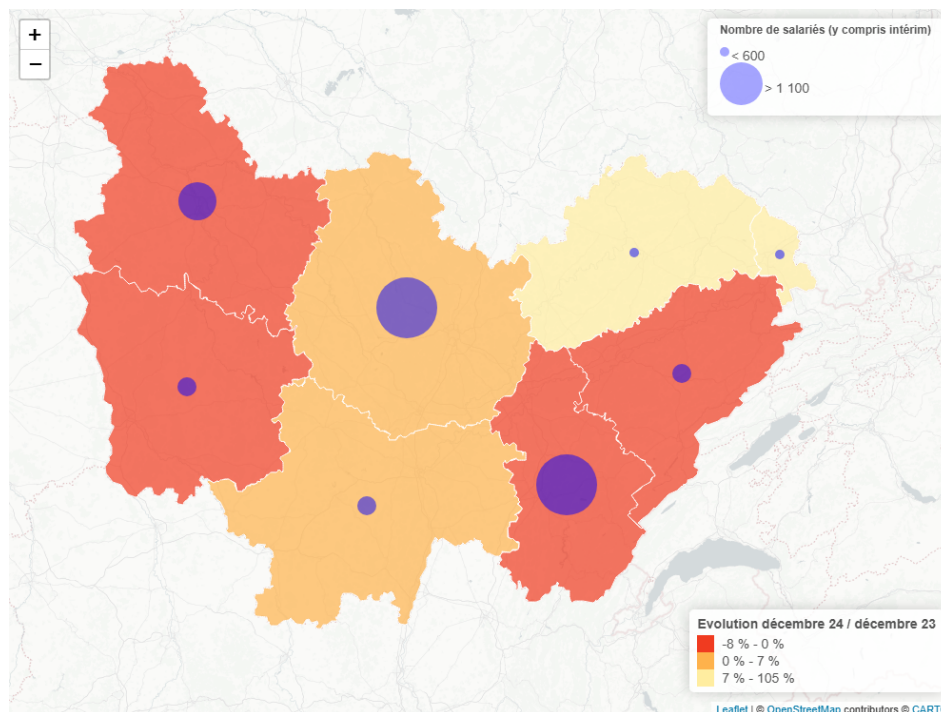 +
−
Nombre de salariés (y compris intérim)
< 600
> 1 100
Evolution décembre 24 / décembre 23
-8 % - 0 %
0 % - 7 %
7 % - 105 %
Leaflet | © OpenStreetMap contributors © CART